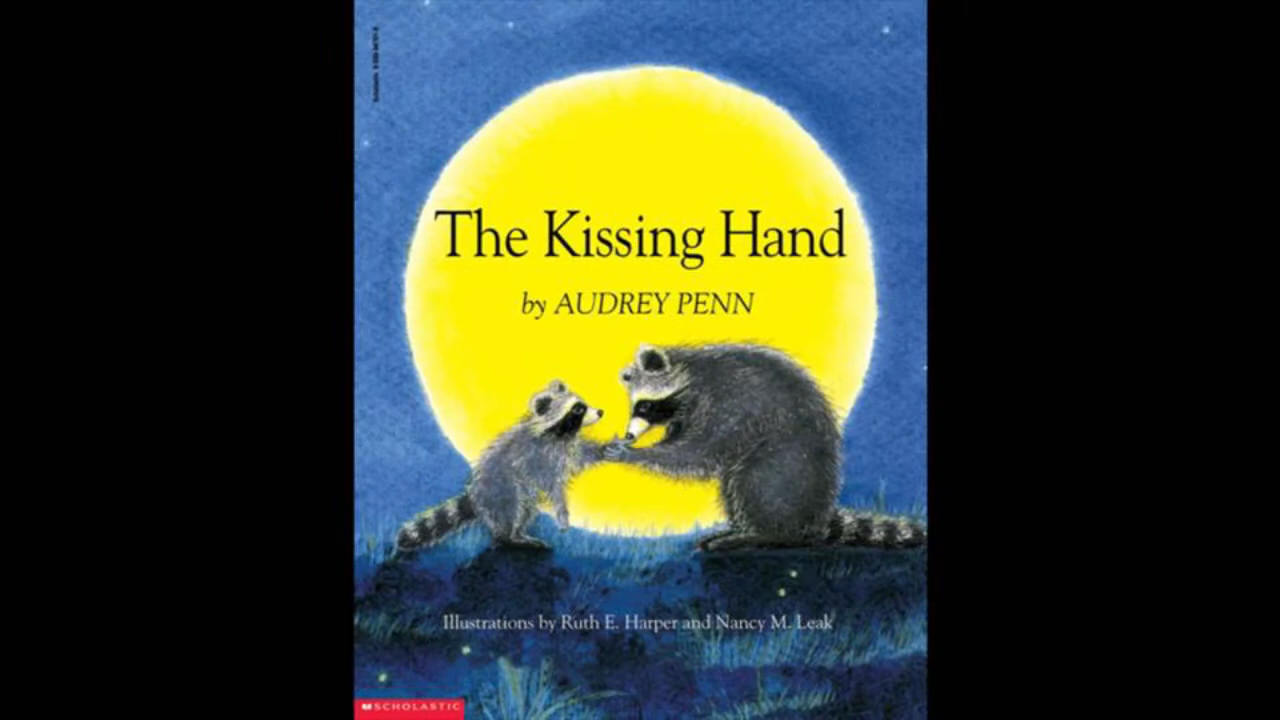 The Kissing Hand
by AUDREY PENN
Illustrations by Ruth E. Harper and Nancy M. Leak
SCHOLASTIC